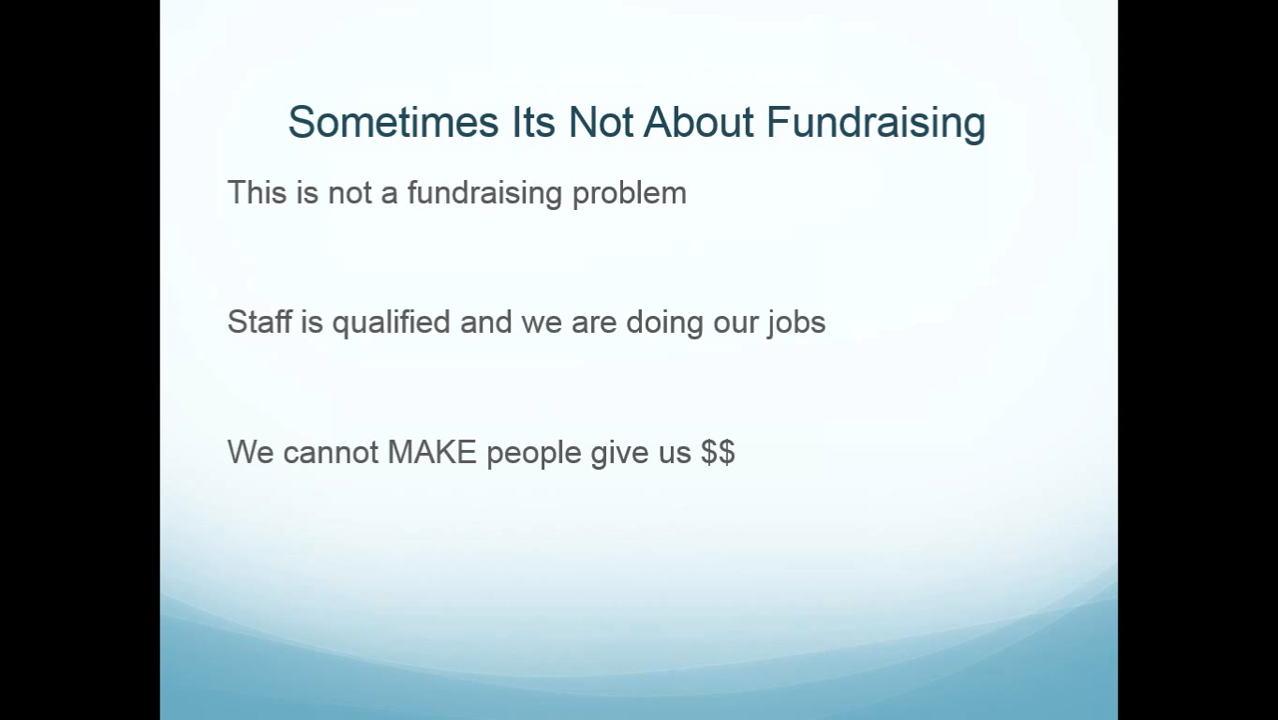 Sometimes Its Not About Fundraising
This is not a fundraising problem
Staff is qualified and we are doing our jobs
We cannot MAKE people give us $$